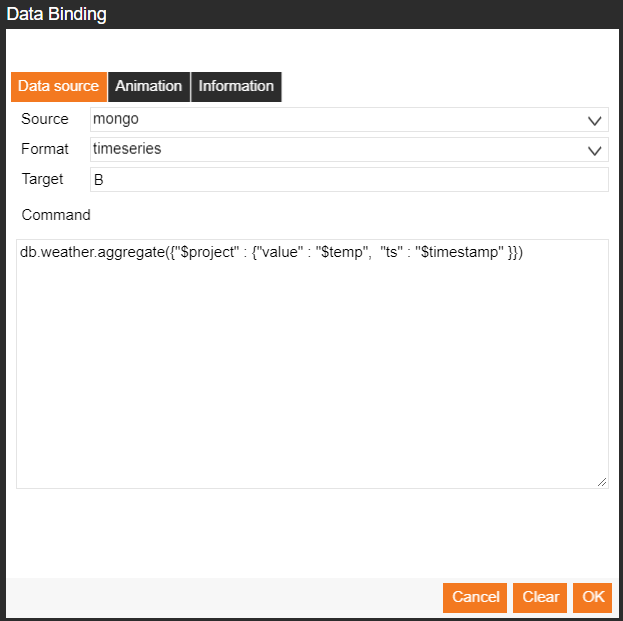 Data Binding
Data source Animation Information
Source mongo
Format timeseries
Target B
Command
db.weather.aggregate({"$project" : {"value" : "$temp",  "ts" : "$timestamp" }})
Cancel Clear OK